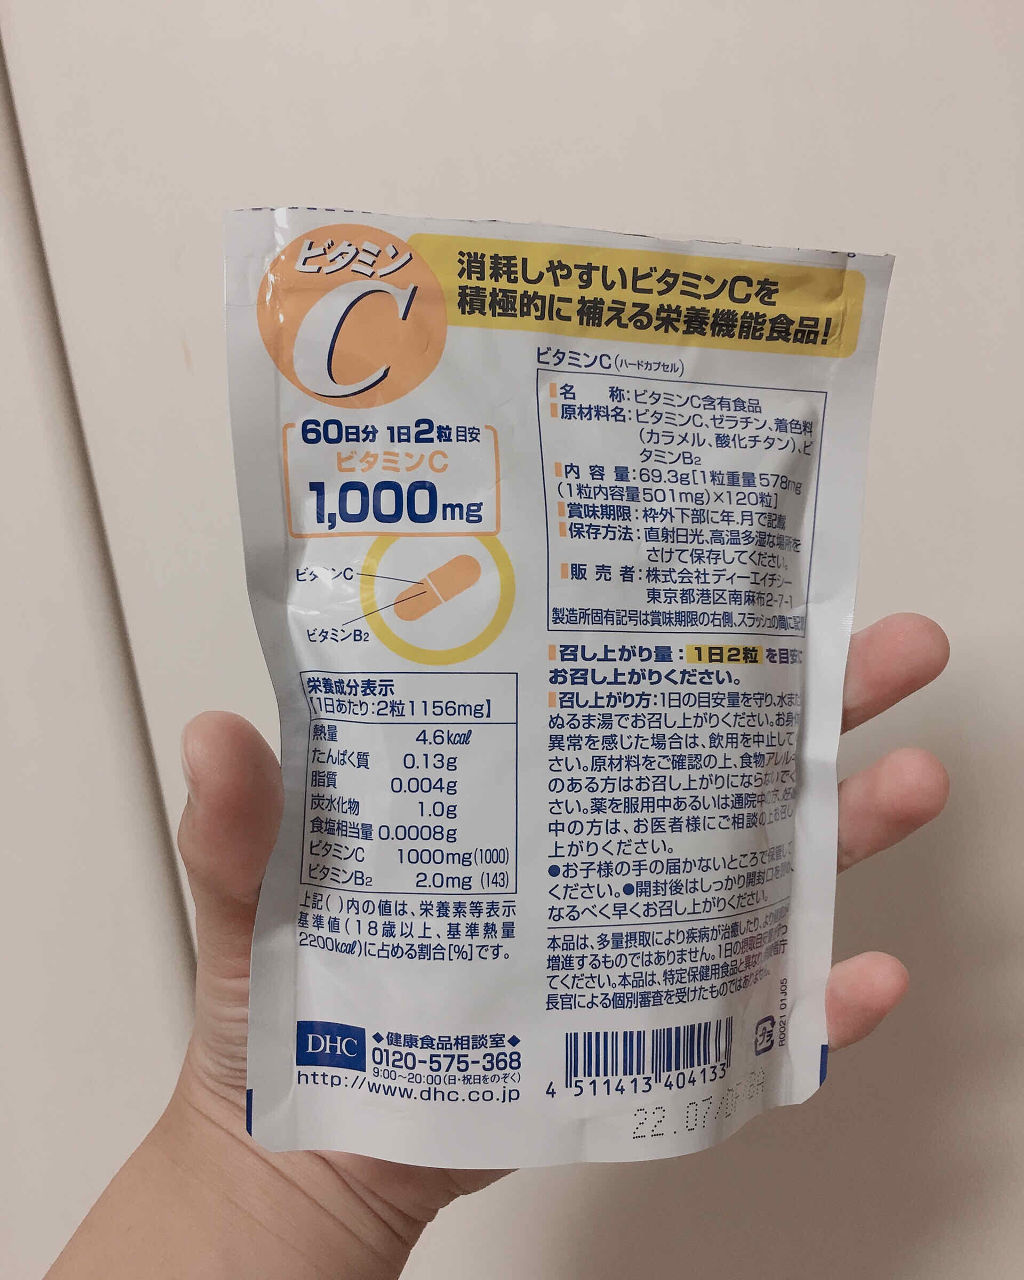 ビタミン
C
消耗しやすいビタミンCを
積極的に補える栄養機能食品!
60日分 1日2粒目安
ビタミンC
1,000mg
ビタミンC
ビタミンB2
栄養成分表示
[1日あたり:2粒1156mg]
熱量 4.6kcal
たんぱく質 0.13g
脂質 0.004g
炭水化物 1.0g
食塩相当量 0.0008g
ビタミンC 1000mg(1000)
ビタミンB2 2.0mg (143)
上記( )内の値は、栄養素等表示
基準値(18歳以上、基準熱量
2200kcal)に占める割合[%]です。
DHC
◆健康食品相談室◆
0120-575-368
9:00～20:00(日・祝日をのぞく)
http://www.dhc.co.jp
ビタミンC(ハードカプセル)
名 称:ビタミンC含有食品
原材料名:ビタミンC、ゼラチン、着色料
(カラメル、酸化チタン)、ビ
タミンB2
内容量:69.3g[1粒重量578mg
(1粒内容量501mg)×120粒]
賞味期限:枠外下部に年.月で記載
保存方法:直射日光、高温多湿な場所を
さけて保存してください。
販売者:株式会社ディーエイチシー
東京都港区南麻布2-7-1
製造所固有記号は賞味期限の右側、スラッシュの間に記載
召し上がり量:1日2粒を目安に
お召し上がりください。
召し上がり方:1日の目安量を守り、水また
ぬるま湯でお召し上がりください。お身
異常を感じた場合は、飲用を中止して
さい。原材料をご確認の上、食物アレルギ
のある方はお召し上がりにならないでく
さい。薬を服用中あるいは通院中の方、妊娠
中の方は、お医者様にご相談の上お召し
上がりください。
●お子様の手の届かないところで保管して
ください。●開封後はしっかり開封口を閉め、
なるべく早くお召し上がりください。
本品は、多量摂取により疾病が治癒したり、より
増進するものではありません。1日の摂取目安量を守っ
てください。本品は、特定保健用食品と異なり、消費者庁
長官による個別審査を受けたものではありません。
R0021 01J05
プラ
4 511413 404133
22.07/